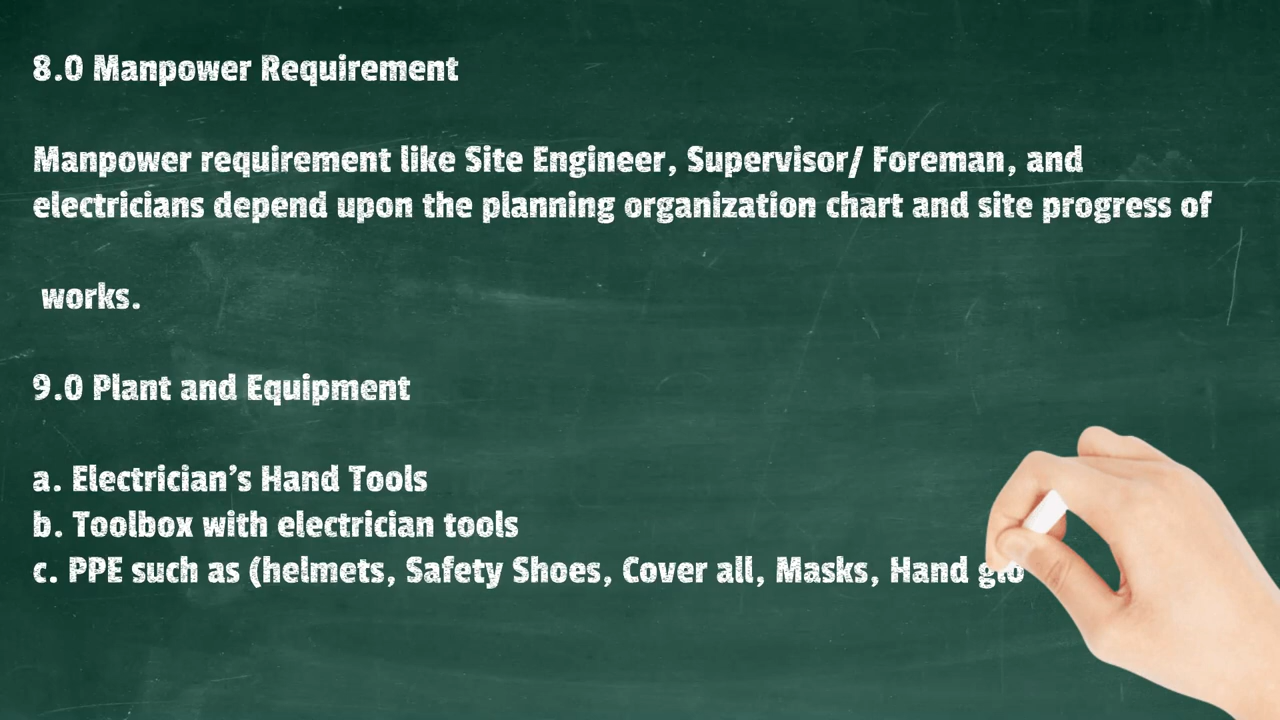 8.0 Manpower Requirement
Manpower requirement like Site Engineer, Supervisor/ Foreman, and
electricians depend upon the planning organization chart and site progress of
works.
9.0 Plant and Equipment
a. Electrician's Hand Tools
b. Toolbox with electrician tools
c. PPE such as (helmets, Safety Shoes, Cover all, Masks, Hand glo